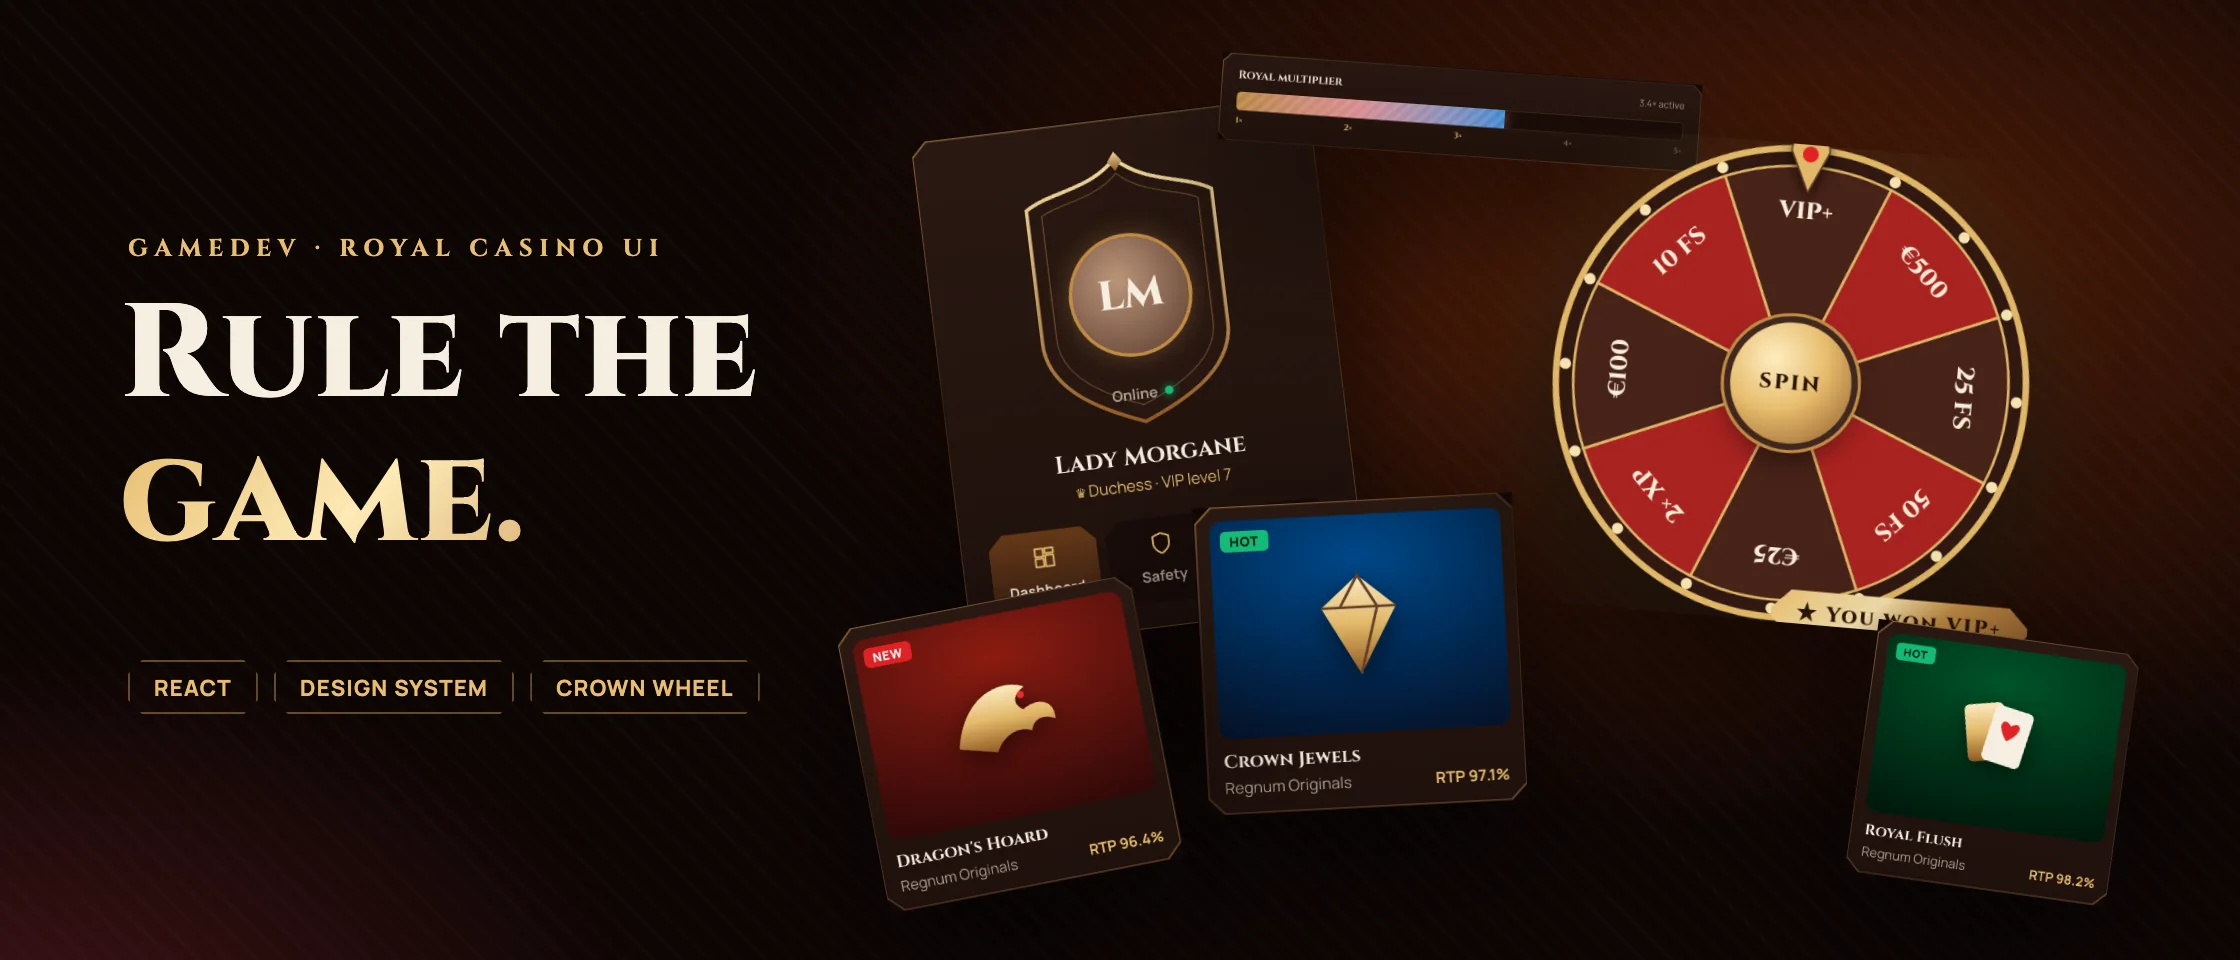 GAMEDEV · ROYAL CASINO UI
RULE THE
GAME.
REACT
DESIGN SYSTEM
CROWN WHEEL
ROYAL MULTIPLIER
3.4× active
1×
2×
3×
4×
5×
LM
Online
LADY MORGANE
♛ Duchess · VIP level 7
Dashboard
Safety
VIP+
€500
25 FS
50 FS
€25
2× XP
€100
10 FS
SPIN
★ YOU WON VIP+
NEW
DRAGON'S HOARD
Regnum Originals
RTP 96.4%
HOT
CROWN JEWELS
Regnum Originals
RTP 97.1%
HOT
ROYAL FLUSH
Regnum Originals
RTP 98.2%